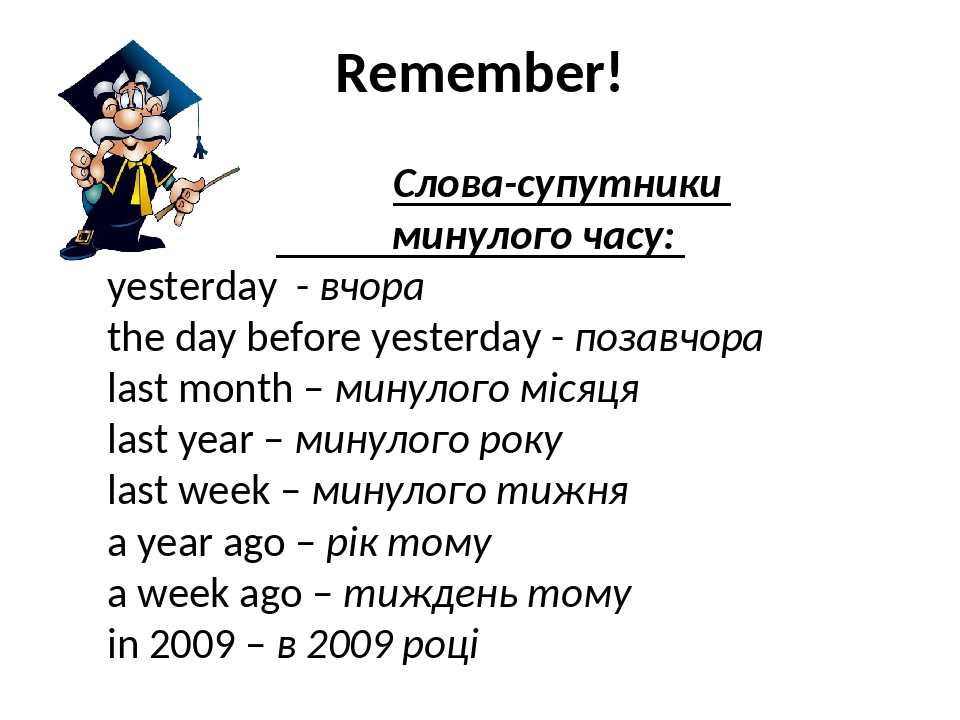 Remember!
Слова-супутники
минулого часу:
yesterday  - вчора
the day before yesterday - позавчора
last month – минулого місяця
last year – минулого року
last week – минулого тижня
a year ago – рік тому
a week ago – тиждень тому
in 2009 – в 2009 році